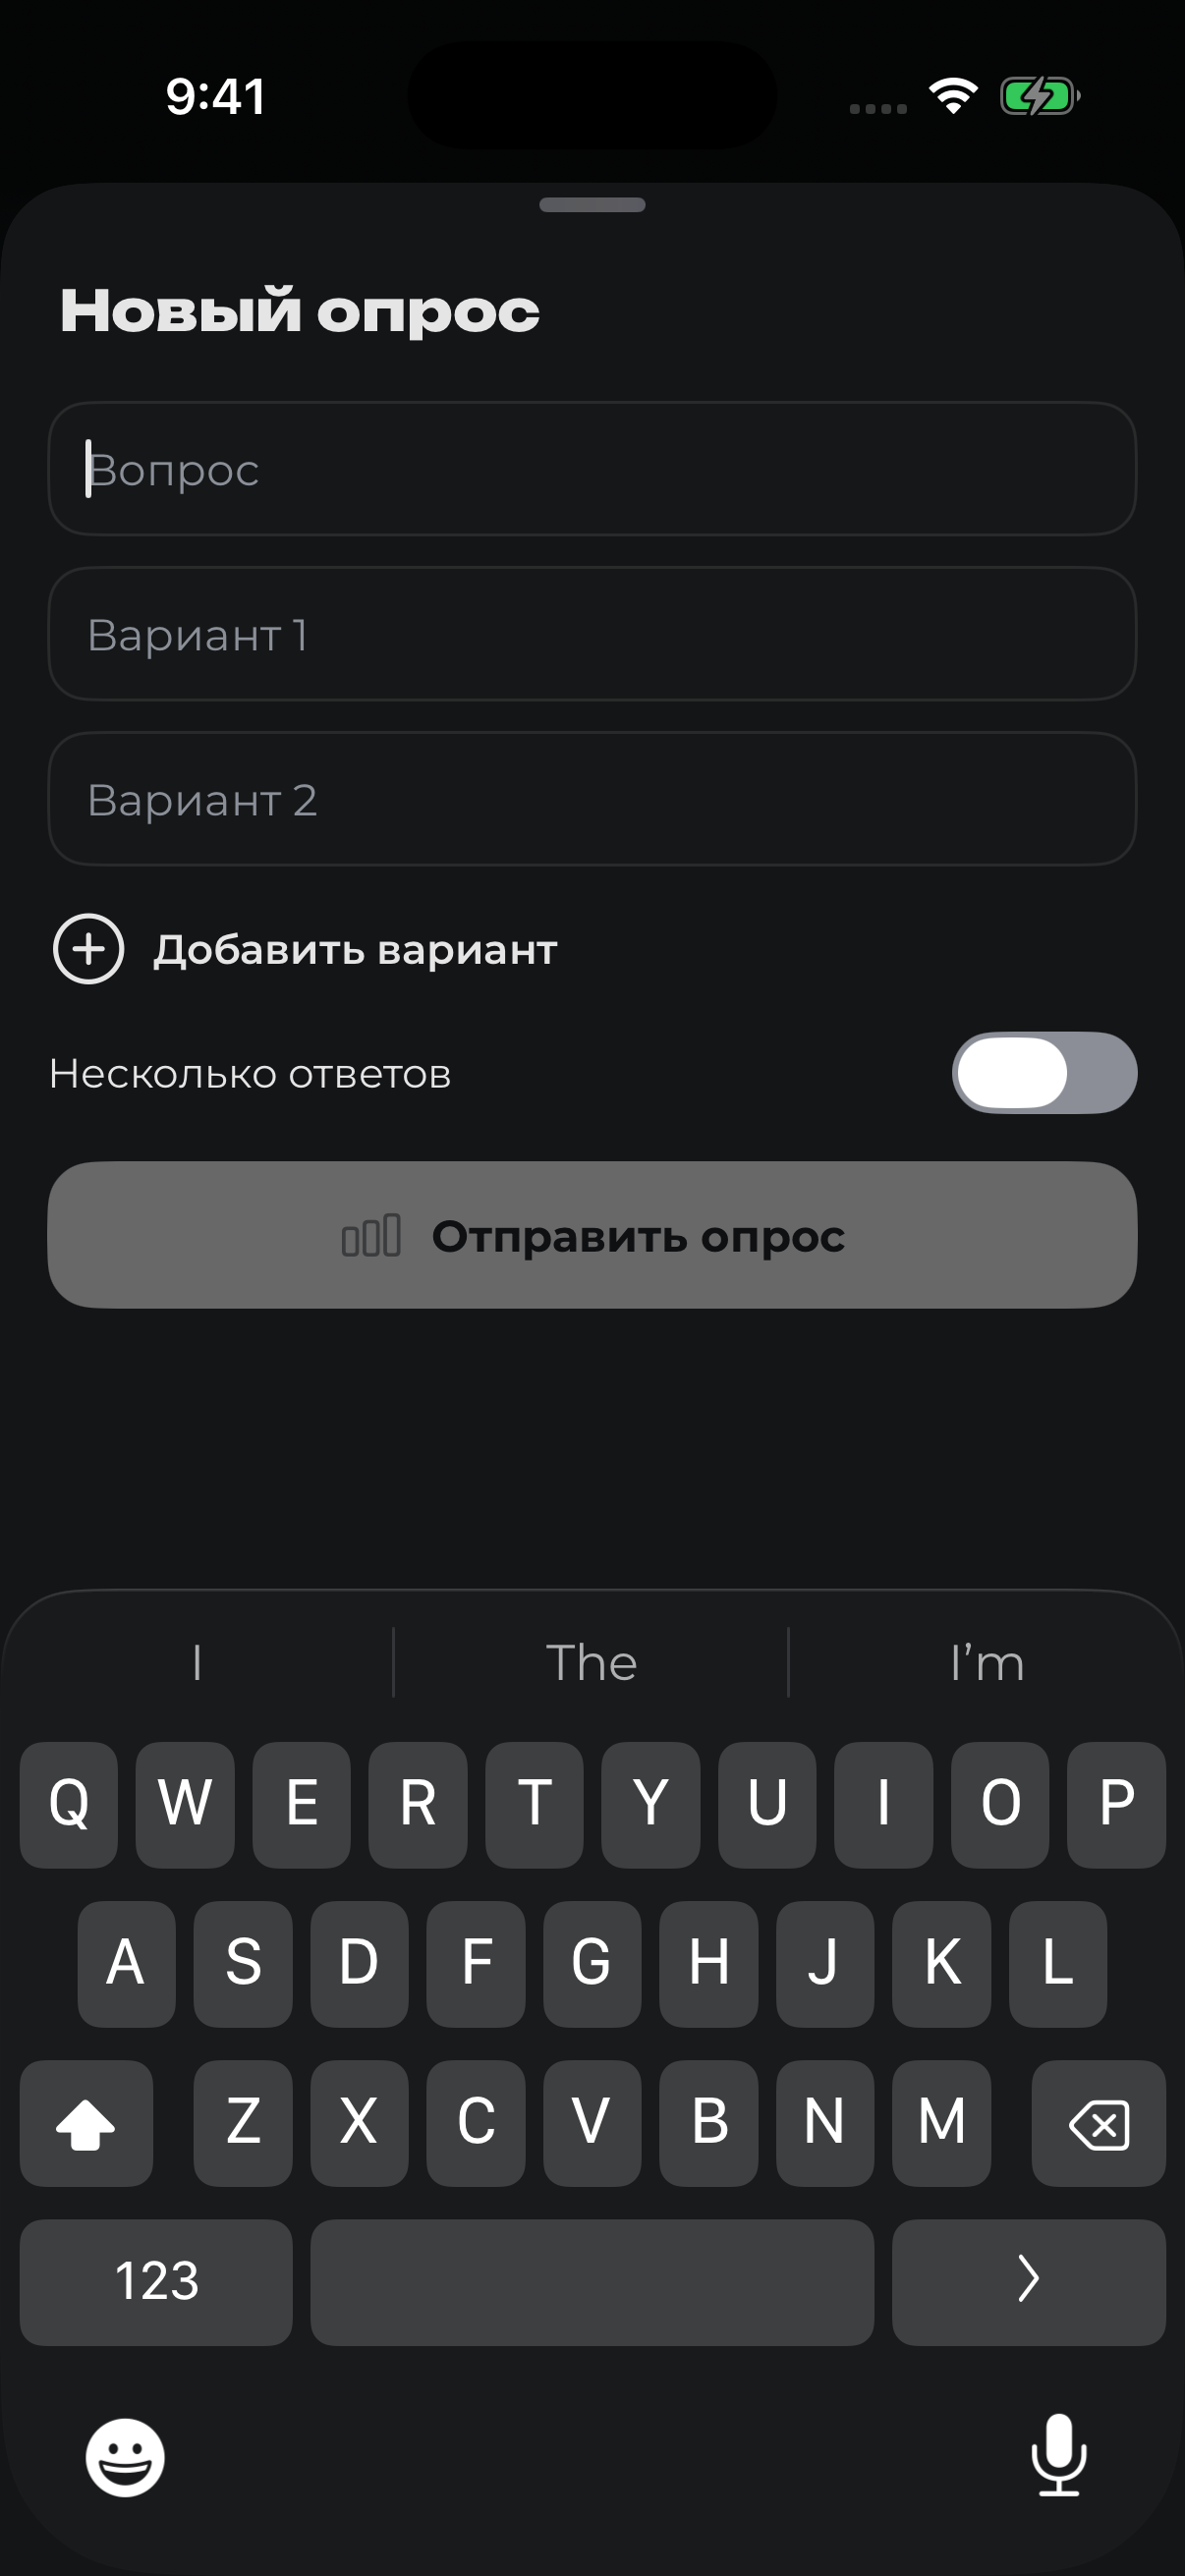 9:41
Новый опрос
Вопрос
Вариант 1
Вариант 2
Добавить вариант
Несколько ответов
Отправить опрос
I The I’m
Q W E R T Y U I O P
A S D F G H J K L
Z X C V B N M
123